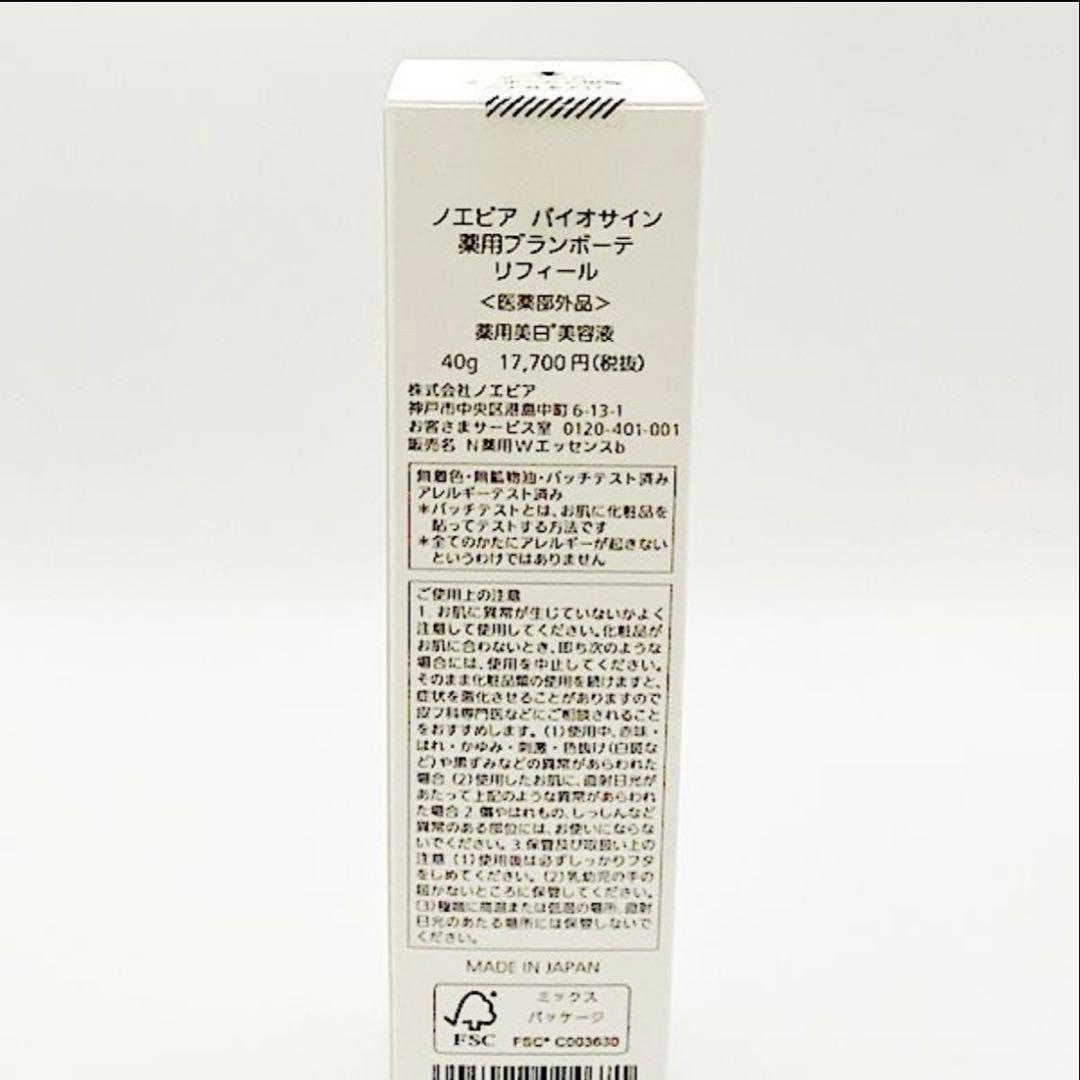 ノエビア バイオサイン
薬用ブランボーテ
リフィール
＜医薬部外品＞
薬用美白*美容液
40g 17,700円(税抜)
株式会社ノエビア
神戸市中央区港島中町6-13-1
お客さまサービス室 0120-401-001
販売名 N薬用Wエッセンスb
無着色・無鉱物油・パッチテスト済み
アレルギーテスト済み
＊パッチテストとは、お肌に化粧品を
貼ってテストする方法です
＊全てのかたにアレルギーが起きない
というわけではありません
ご使用上の注意
1. お肌に異常が生じていないかよく
注意して使用してください。化粧品が
お肌に合わないとき、即ち次のような
場合には、使用を中止してください。
そのまま化粧品類の使用を続けますと、
症状を悪化させることがありますので
皮フ科専門医などにご相談されること
をおすすめします。(1)使用中、赤味・
はれ・かゆみ・刺激・色抜け(白斑な
ど)や黒ずみなどの異常があらわれた
場合 (2)使用したお肌に、直射日光が
あたって上記のような異常があらわれ
た場合 2. 傷やはれもの、しっしんなど
異常のある部位には、お使いにならな
いでください。3. 保管及び取扱い上の
注意 (1)使用後は必ずしっかりフタ
をしめてください。(2)乳幼児の手の
届かないところに保管してください。
(3)極端に高温または低温の場所、直射
日光のあたる場所には保管しないで
ください。
MADE IN JAPAN
ミックス
パッケージ
FSC
FSC® C003630